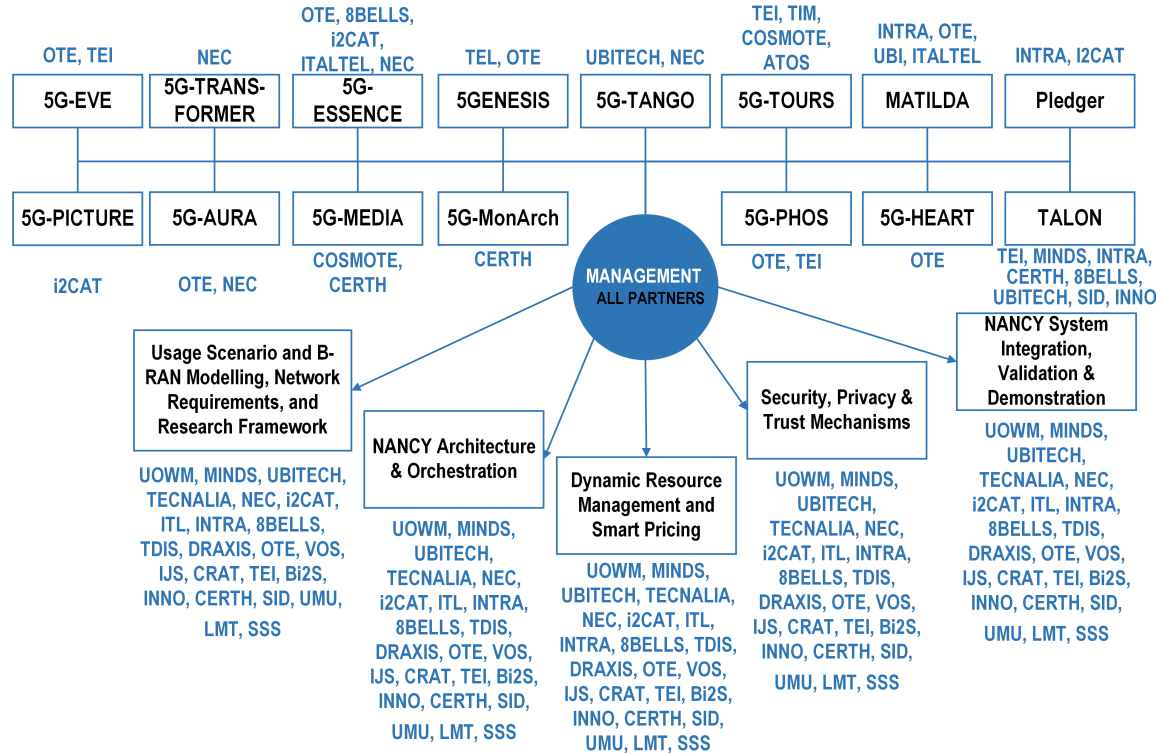 OTE, TEI
NEC
OTE, 8BELLS,
i2CAT,
ITALTEL, NEC
TEL, OTE
UBITECH, NEC
TEI, TIM,
COSMOTE,
ATOS
INTRA, OTE,
UBI, ITALTEL
INTRA, I2CAT
5G-EVE
5G-TRANS-
FORMER
5G-
ESSENCE
5GENESIS
5G-TANGO
5G-TOURS
MATILDA
Pledger
5G-PICTURE
5G-AURA
5G-MEDIA
5G-MonArch
5G-PHOS
5G-HEART
TALON
i2CAT
OTE, NEC
COSMOTE,
CERTH
CERTH
OTE, TEI
OTE
TEI, MINDS, INTRA,
CERTH, 8BELLS,
UBITECH, SID, INNO
MANAGEMENT
ALL PARTNERS
Usage Scenario and B-
RAN Modelling, Network
Requirements, and
Research Framework
UOWM, MINDS, UBITECH,
TECNALIA, NEC, i2CAT,
ITL, INTRA, 8BELLS,
TDIS, DRAXIS, OTE, VOS,
IJS, CRAT, TEI, Bi2S,
INNO, CERTH, SID, UMU,
LMT, SSS
NANCY Architecture
& Orchestration
UOWM, MINDS,
UBITECH,
TECNALIA, NEC,
i2CAT, ITL, INTRA,
8BELLS, TDIS,
DRAXIS, OTE, VOS,
IJS, CRAT, TEI, Bi2S,
INNO, CERTH, SID,
UMU, LMT, SSS
Dynamic Resource
Management and
Smart Pricing
UOWM, MINDS,
UBITECH, TECNALIA,
NEC, i2CAT, ITL,
INTRA, 8BELLS, TDIS,
DRAXIS, OTE, VOS,
IJS, CRAT, TEI, Bi2S,
INNO, CERTH, SID,
UMU, LMT, SSS
Security, Privacy &
Trust Mechanisms
UOWM, MINDS,
UBITECH,
TECNALIA, NEC,
i2CAT, ITL, INTRA,
8BELLS, TDIS,
DRAXIS, OTE, VOS,
IJS, CRAT, TEI, Bi2S,
INNO, CERTH, SID,
UMU, LMT, SSS
NANCY System
Integration,
Validation &
Demonstration
UOWM, MINDS,
UBITECH,
TECNALIA, NEC,
i2CAT, ITL, INTRA,
8BELLS, TDIS,
DRAXIS, OTE, VOS,
IJS, CRAT, TEI, Bi2S,
INNO, CERTH, SID,
UMU, LMT, SSS